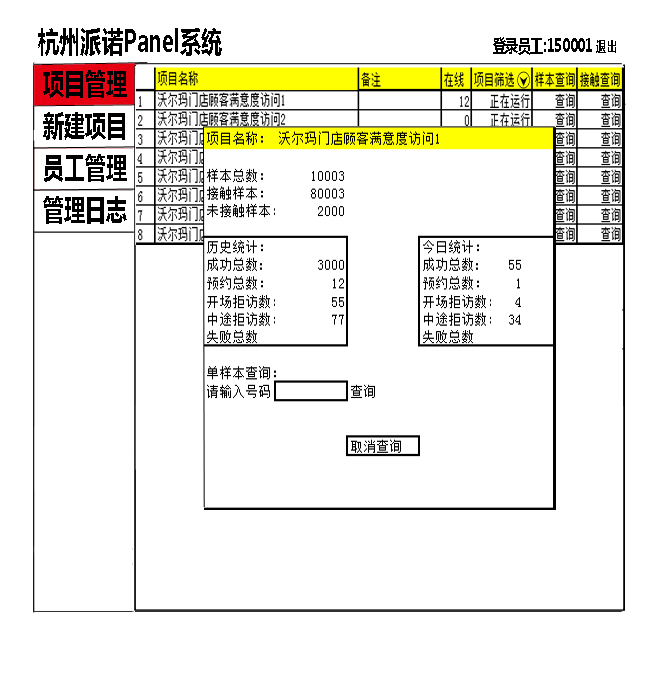 杭州派诺Panel系统
登录员工:150001 退出
项目管理
新建项目
员工管理
管理日志
项目名称 备注 在线 项目筛选 样本查询 接触查询
1 沃尔玛门店顾客满意度访问1 12 正在运行 查询 查询
2 沃尔玛门店顾客满意度访问2 0 正在运行 查询 查询
3 沃尔玛门店 查询 查询
4 沃尔玛门 查询 查询
5 沃尔玛门店 查询 查询
6 沃尔玛门店 查询 查询
7 沃尔玛门店 查询 查询
8 沃尔玛门店 查询 查询
项目名称: 沃尔玛门店顾客满意度访问1
样本总数: 10003
接触样本: 80003
未接触样本: 2000
历史统计:
成功总数: 3000
预约总数: 12
开场拒访数: 55
中途拒访数: 77
失败总数
今日统计:
成功总数: 55
预约总数: 1
开场拒访数: 4
中途拒访数: 34
失败总数
单样本查询:
请输入号码 查询
取消查询